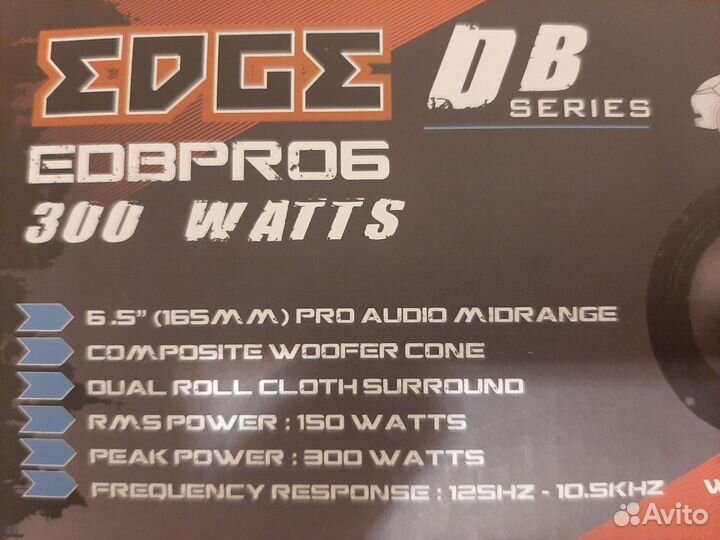 EDGE
DB
SERIES
EDBPRO6
300 WATTS
6.5" (165MM) PRO AUDIO MIDRANGE
COMPOSITE WOOFER CONE
DUAL ROLL CLOTH SURROUND
RMS POWER : 150 WATTS
PEAK POWER : 300 WATTS
FREQUENCY RESPONSE : 125HZ - 10.5KHZ
W
Avito